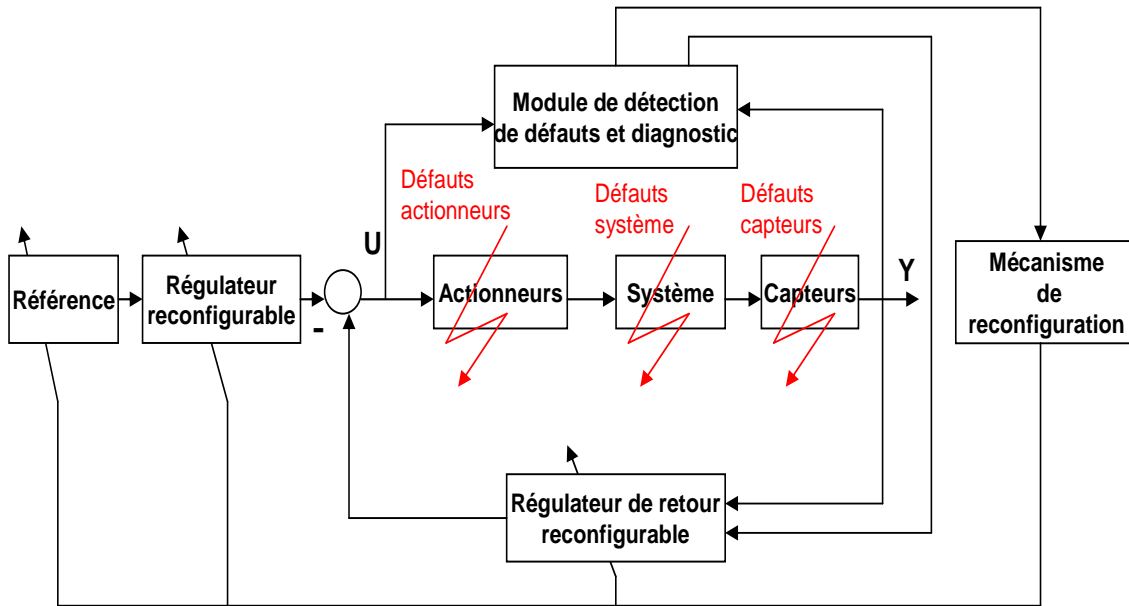 Module de détection
de défauts et diagnostic
Défauts
actionneurs
Défauts
système
Défauts
capteurs
U
Y
Référence
Régulateur
reconfigurable
-
Actionneurs
Système
Capteurs
Mécanisme
de
reconfiguration
Régulateur de retour
reconfigurable